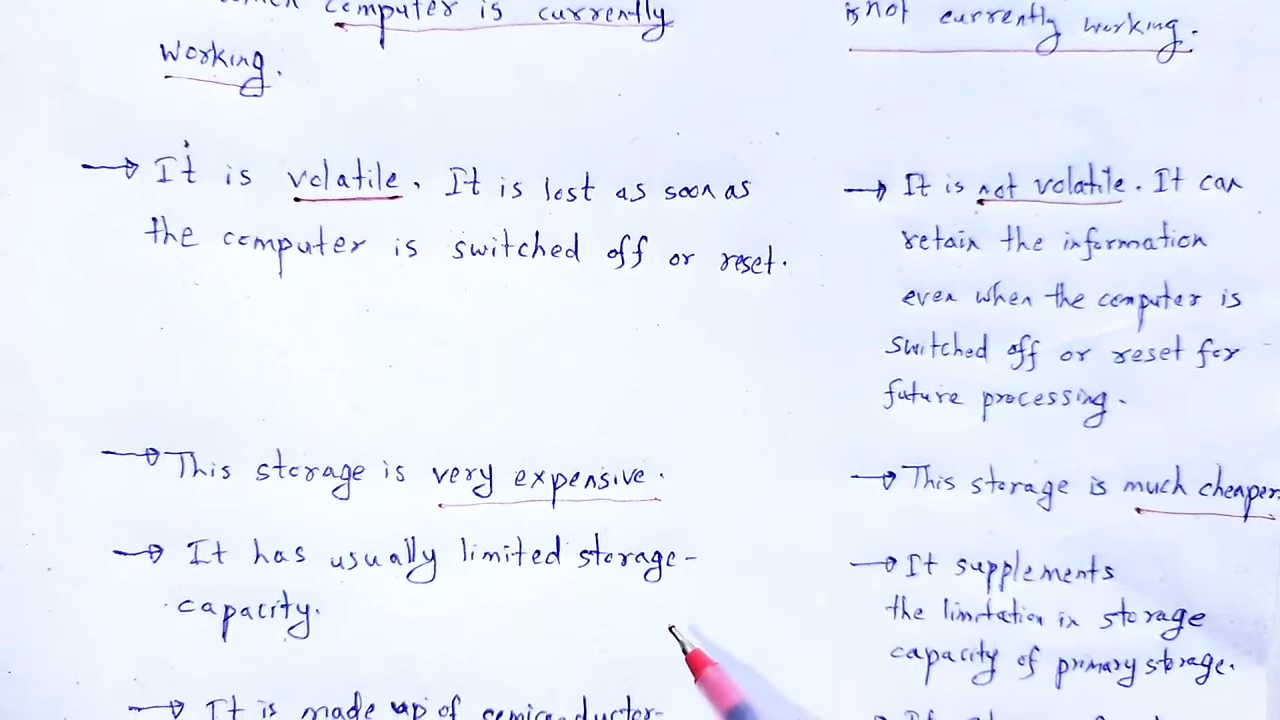 computer is currently
working.
→ It is volatile. It is lost as soon as
the computer is switched off or reset.
→ This storage is very expensive.
→ It has usually limited storage-
capacity.
→ It is made up of semiconductor-
is not currently working.
→ It is not volatile. It can
retain the information
even when the computer is
switched off or reset for
future processing.
→ This storage is much cheaper.
→ It supplements
the limitation in storage
capacity of primary storage.